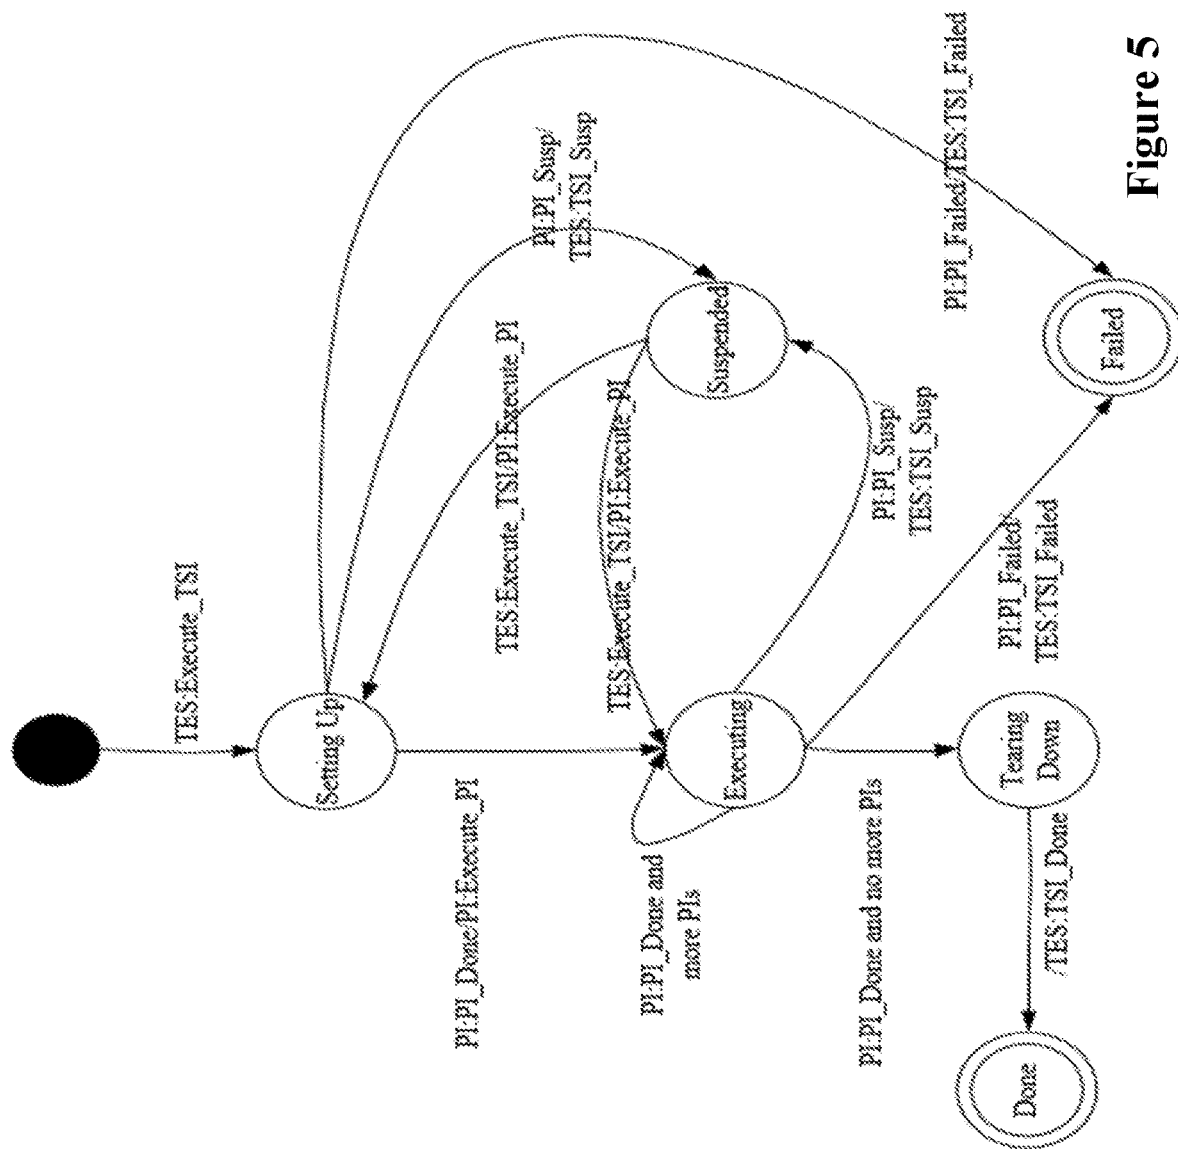 TES:Execute_TSI
Setting Up
PI:PI_Done/PI:Execute_PI
TES:Execute_TSI/PI:Execute_PI
PI:PI_Susp/
TES:TSI_Susp
TES:Execute_TSI/PI:Execute_PI
PI:PI_Done and
more PIs
Executing
Suspended
PI:PI_Susp/
TES:TSI_Susp
PI:PI_Failed/TES:TSI_Failed
PI:PI_Done and no more PIs
PI:PI_Failed/
TES:TSI_Failed
Tearing
Down
/TES:TSI_Done
Done
Failed
Figure 5